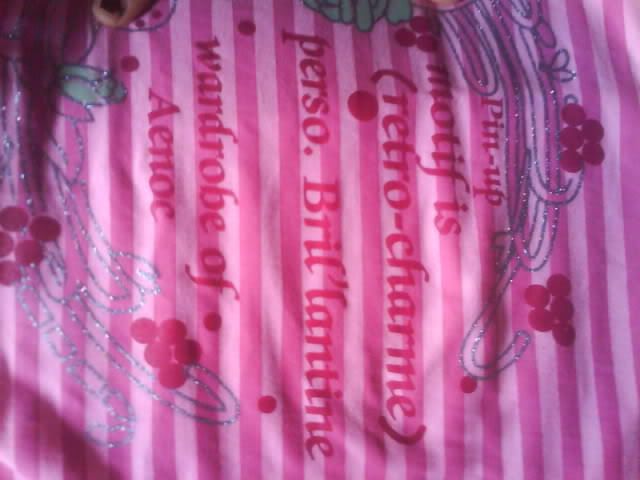 Pin-up
motif is
(retro-charme)
perso. Bril'lantine
wardrobe of
Aenoc